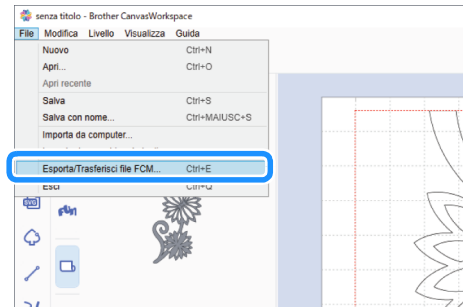 senza titolo - Brother CanvasWorkspace
File Modifica Livello Visualizza Guida
Nuovo Ctrl+N
Apri... Ctrl+O
Apri recente
Salva Ctrl+S
Salva con nome... Ctrl+MAIUSC+S
Importa da computer...
Esporta/Trasferisci file FCM... Ctrl+E
Esci Ctrl+Q
SVG